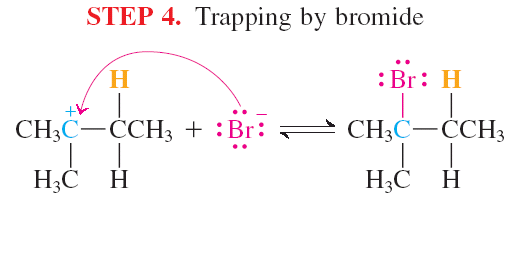 STEP 4. Trapping by bromide
H :Br: H
CH₃C⁺—CCH₃ + :Br:⁻ ⇌ CH₃C—CCH₃
H₃C H H₃C H